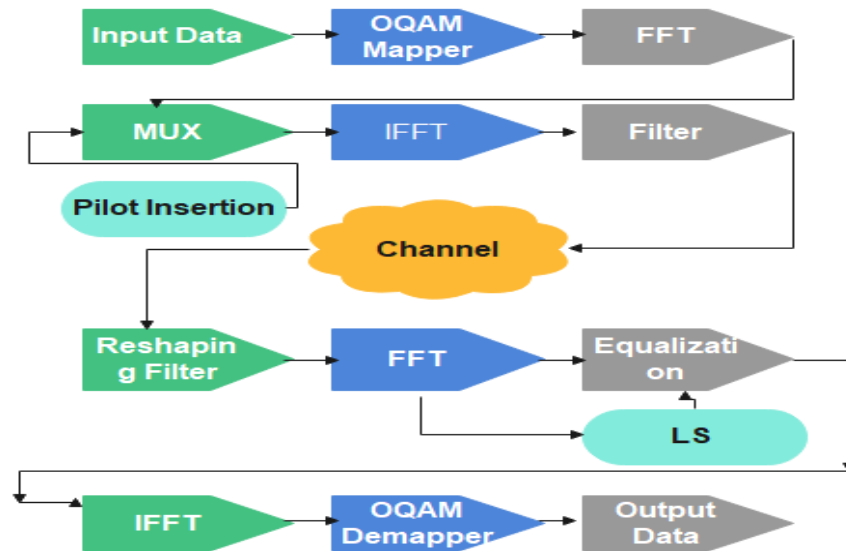 Input Data
OQAM
Mapper
FFT
MUX
IFFT
Filter
Pilot Insertion
Channel
Reshapin
g Filter
FFT
Equalizati
on
LS
IFFT
OQAM
Demapper
Output
Data